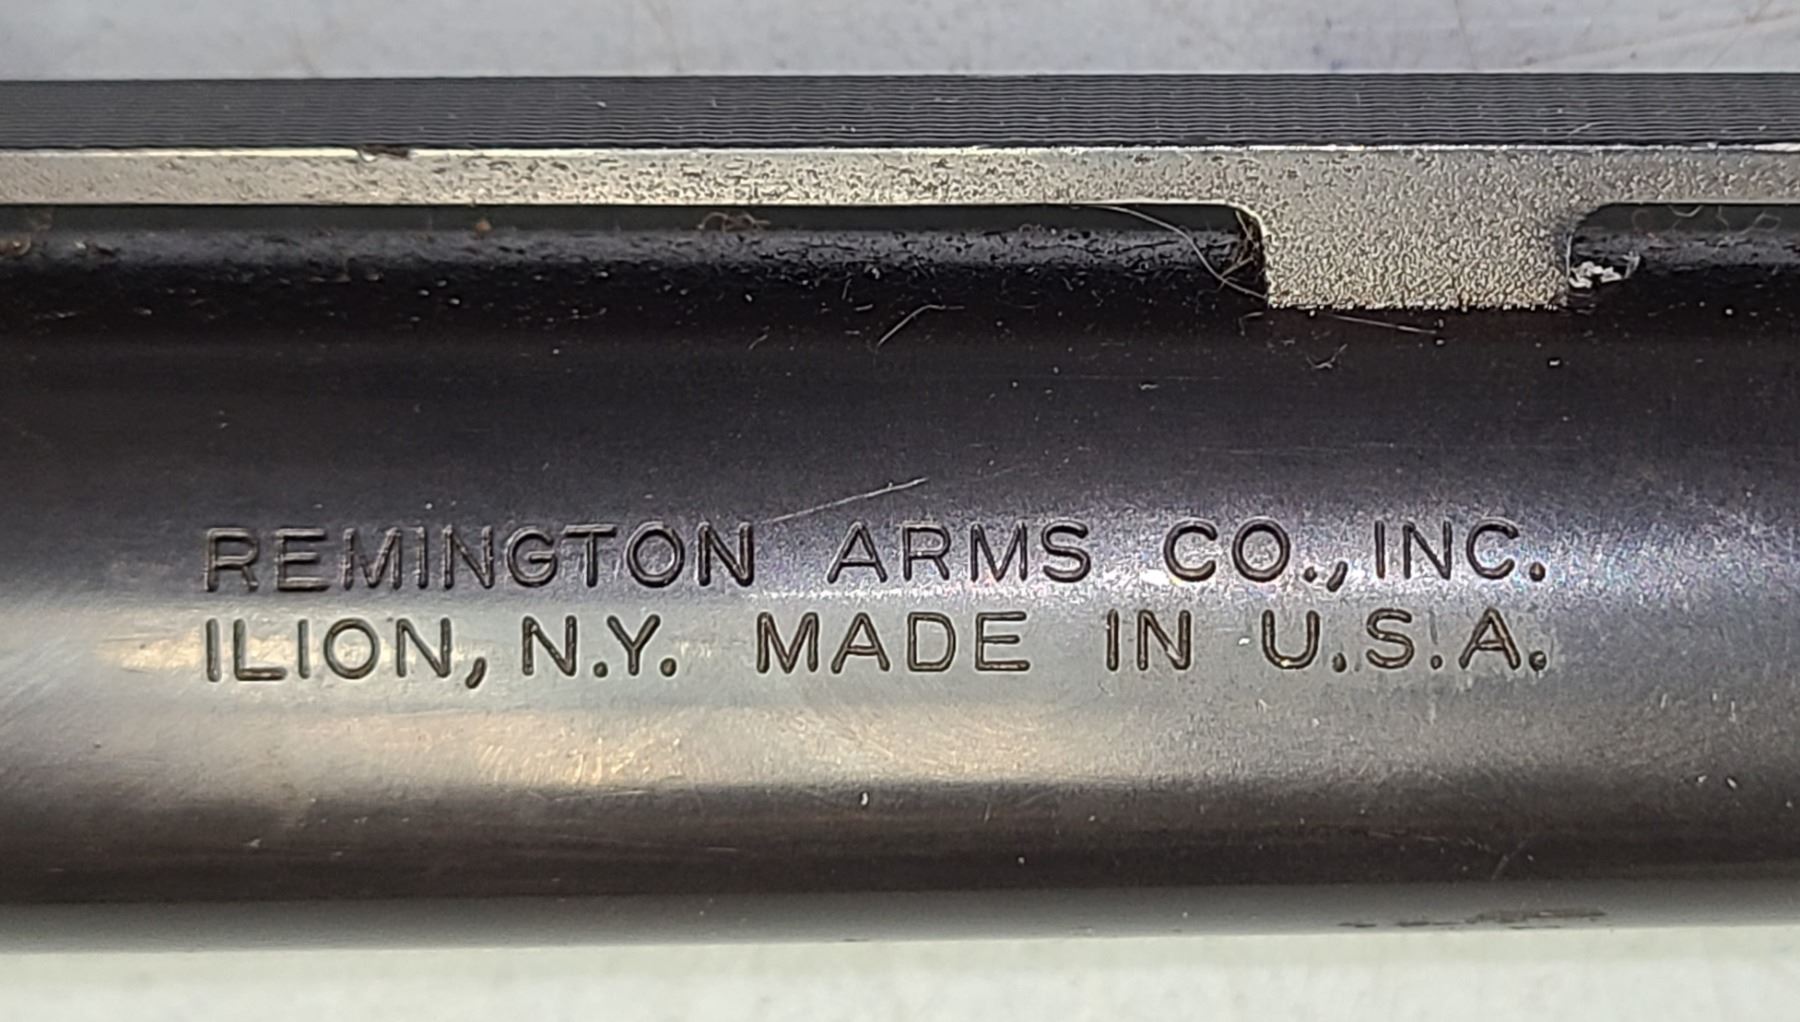 REMINGTON ARMS CO., INC.
ILION, N.Y. MADE IN U.S.A.